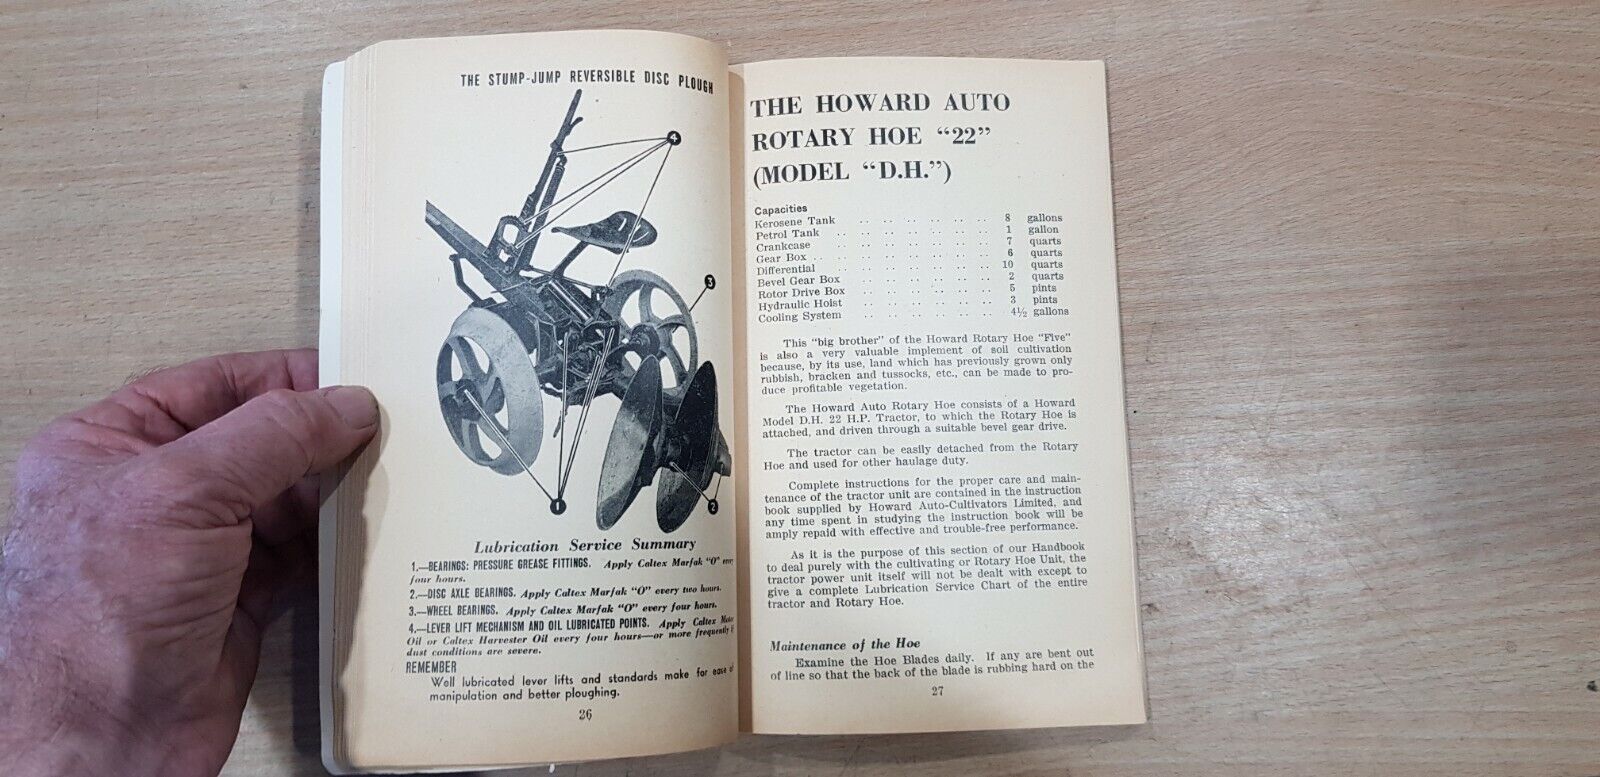 THE STUMP-JUMP REVERSIBLE DISC PLOUGH
4
3
1
2
Lubrication Service Summary
1.—BEARINGS: PRESSURE GREASE FITTINGS. Apply Caltex Marfak "O" every
four hours.
2.—DISC AXLE BEARINGS. Apply Caltex Marfak "O" every two hours.
3.—WHEEL BEARINGS. Apply Caltex Marfak "O" every four hours.
4.—LEVER LIFT MECHANISM AND OIL LUBRICATED POINTS. Apply Caltex Motor
Oil or Caltex Harvester Oil every four hours—or more frequently if
dust conditions are severe.
REMEMBER
Well lubricated lever lifts and standards make for ease of
manipulation and better ploughing.
26
THE HOWARD AUTO
ROTARY HOE "22"
(MODEL "D.H.")
Capacities
Kerosene Tank .. .. .. .. .. .. 8 gallons
Petrol Tank .. .. .. .. .. .. .. 1 gallon
Crankcase .. .. .. .. .. .. .. 7 quarts
Gear Box .. .. .. .. .. .. .. .. 6 quarts
Differential .. .. .. .. .. .. 10 quarts
Bevel Gear Box .. .. .. .. .. .. 2 quarts
Rotor Drive Box .. .. .. .. .. .. 5 pints
Hydraulic Hoist .. .. .. .. .. .. 3 pints
Cooling System .. .. .. .. .. .. 4½ gallons
This "big brother" of the Howard Rotary Hoe "Five"
is also a very valuable implement of soil cultivation
because, by its use, land which has previously grown only
rubbish, bracken and tussocks, etc., can be made to pro-
duce profitable vegetation.
The Howard Auto Rotary Hoe consists of a Howard
Model D.H. 22 H.P. Tractor, to which the Rotary Hoe is
attached, and driven through a suitable bevel gear drive.
The tractor can be easily detached from the Rotary
Hoe and used for other haulage duty.
Complete instructions for the proper care and main-
tenance of the tractor unit are contained in the instruction
book supplied by Howard Auto-Cultivators Limited, and
any time spent in studying the instruction book will be
amply repaid with effective and trouble-free performance.
As it is the purpose of this section of our Handbook
to deal purely with the cultivating or Rotary Hoe Unit, the
tractor power unit itself will not be dealt with except to
give a complete Lubrication Service Chart of the entire
tractor and Rotary Hoe.
Maintenance of the Hoe
Examine the Hoe Blades daily. If any are bent out
of line so that the back of the blade is rubbing hard on the
27